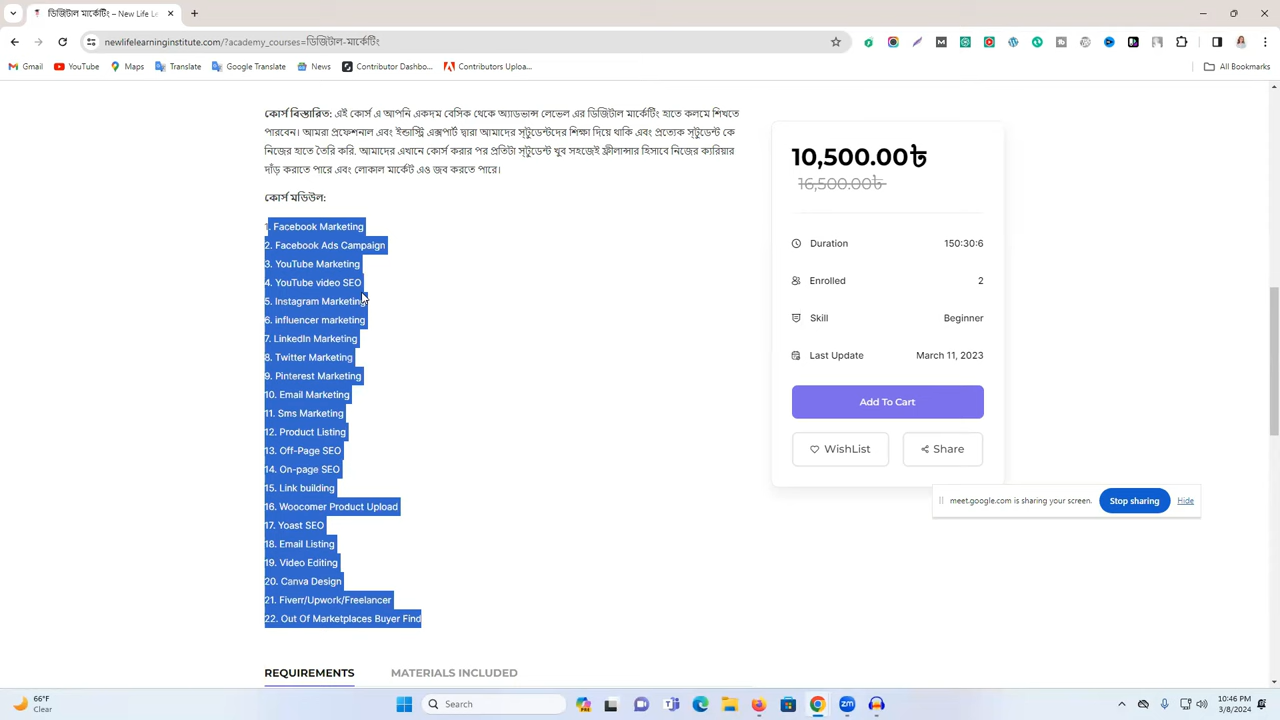 ডিজিটাল মার্কেটিং – New Life Le
newlifelearninginstitute.com/?academy_courses=ডিজিটাল-মার্কেটিং
Gmail
YouTube
Maps
Translate
Google Translate
News
Contributor Dashbo...
Contributors Uploa...
All Bookmarks
কোর্স বিস্তারিত: এই কোর্স এ আপনি একদম বেসিক থেকে অ্যাডভান্স লেভেল এর ডিজিটাল মার্কেটিং হাতে কলমে শিখতে
পারবেন। আমরা প্রফেশনাল এবং ইন্ডাস্ট্রি এক্সপার্ট দ্বারা আমাদের স্টুডেন্টদের শিক্ষা দিয়ে থাকি এবং প্রত্যেক স্টুডেন্ট কে
নিজের হাতে তৈরি করি. আমাদের এখানে কোর্স করার পর প্রতিটা স্টুডেন্ট খুব সহজেই ফ্রীলান্সার হিসাবে নিজের ক্যরিয়ার
দাঁড় করাতে পারে এবং লোকাল মার্কেট এও জব করতে পারে।
কোর্স মডিউল:
1. Facebook Marketing
2. Facebook Ads Campaign
3. YouTube Marketing
4. YouTube video SEO
5. Instagram Marketing
6. influencer marketing
7. LinkedIn Marketing
8. Twitter Marketing
9. Pinterest Marketing
10. Email Marketing
11. Sms Marketing
12. Product Listing
13. Off-Page SEO
14. On-page SEO
15. Link building
16. Woocomer Product Upload
17. Yoast SEO
18. Email Listing
19. Video Editing
20. Canva Design
21. Fiverr/Upwork/Freelancer
22. Out Of Marketplaces Buyer Find
REQUIREMENTS
MATERIALS INCLUDED
10,500.00৳
16,500.00৳
Duration 150:30:6
Enrolled 2
Skill Beginner
Last Update March 11, 2023
Add To Cart
WishList
Share
meet.google.com is sharing your screen.
Stop sharing
Hide
66°F
Clear
Search
10:46 PM
3/8/2024